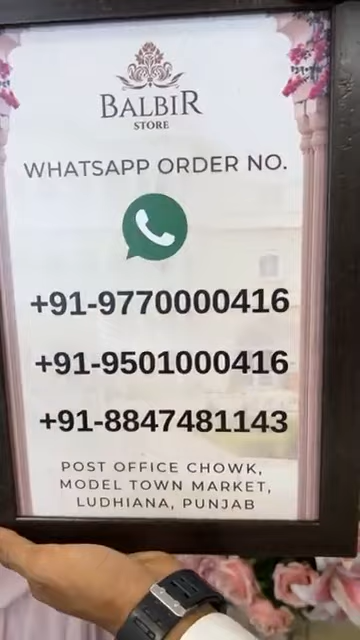 BALBIR
STORE
WHATSAPP ORDER NO.
+91-9770000416
+91-9501000416
+91-8847481143
POST OFFICE CHOWK,
MODEL TOWN MARKET,
LUDHIANA, PUNJAB